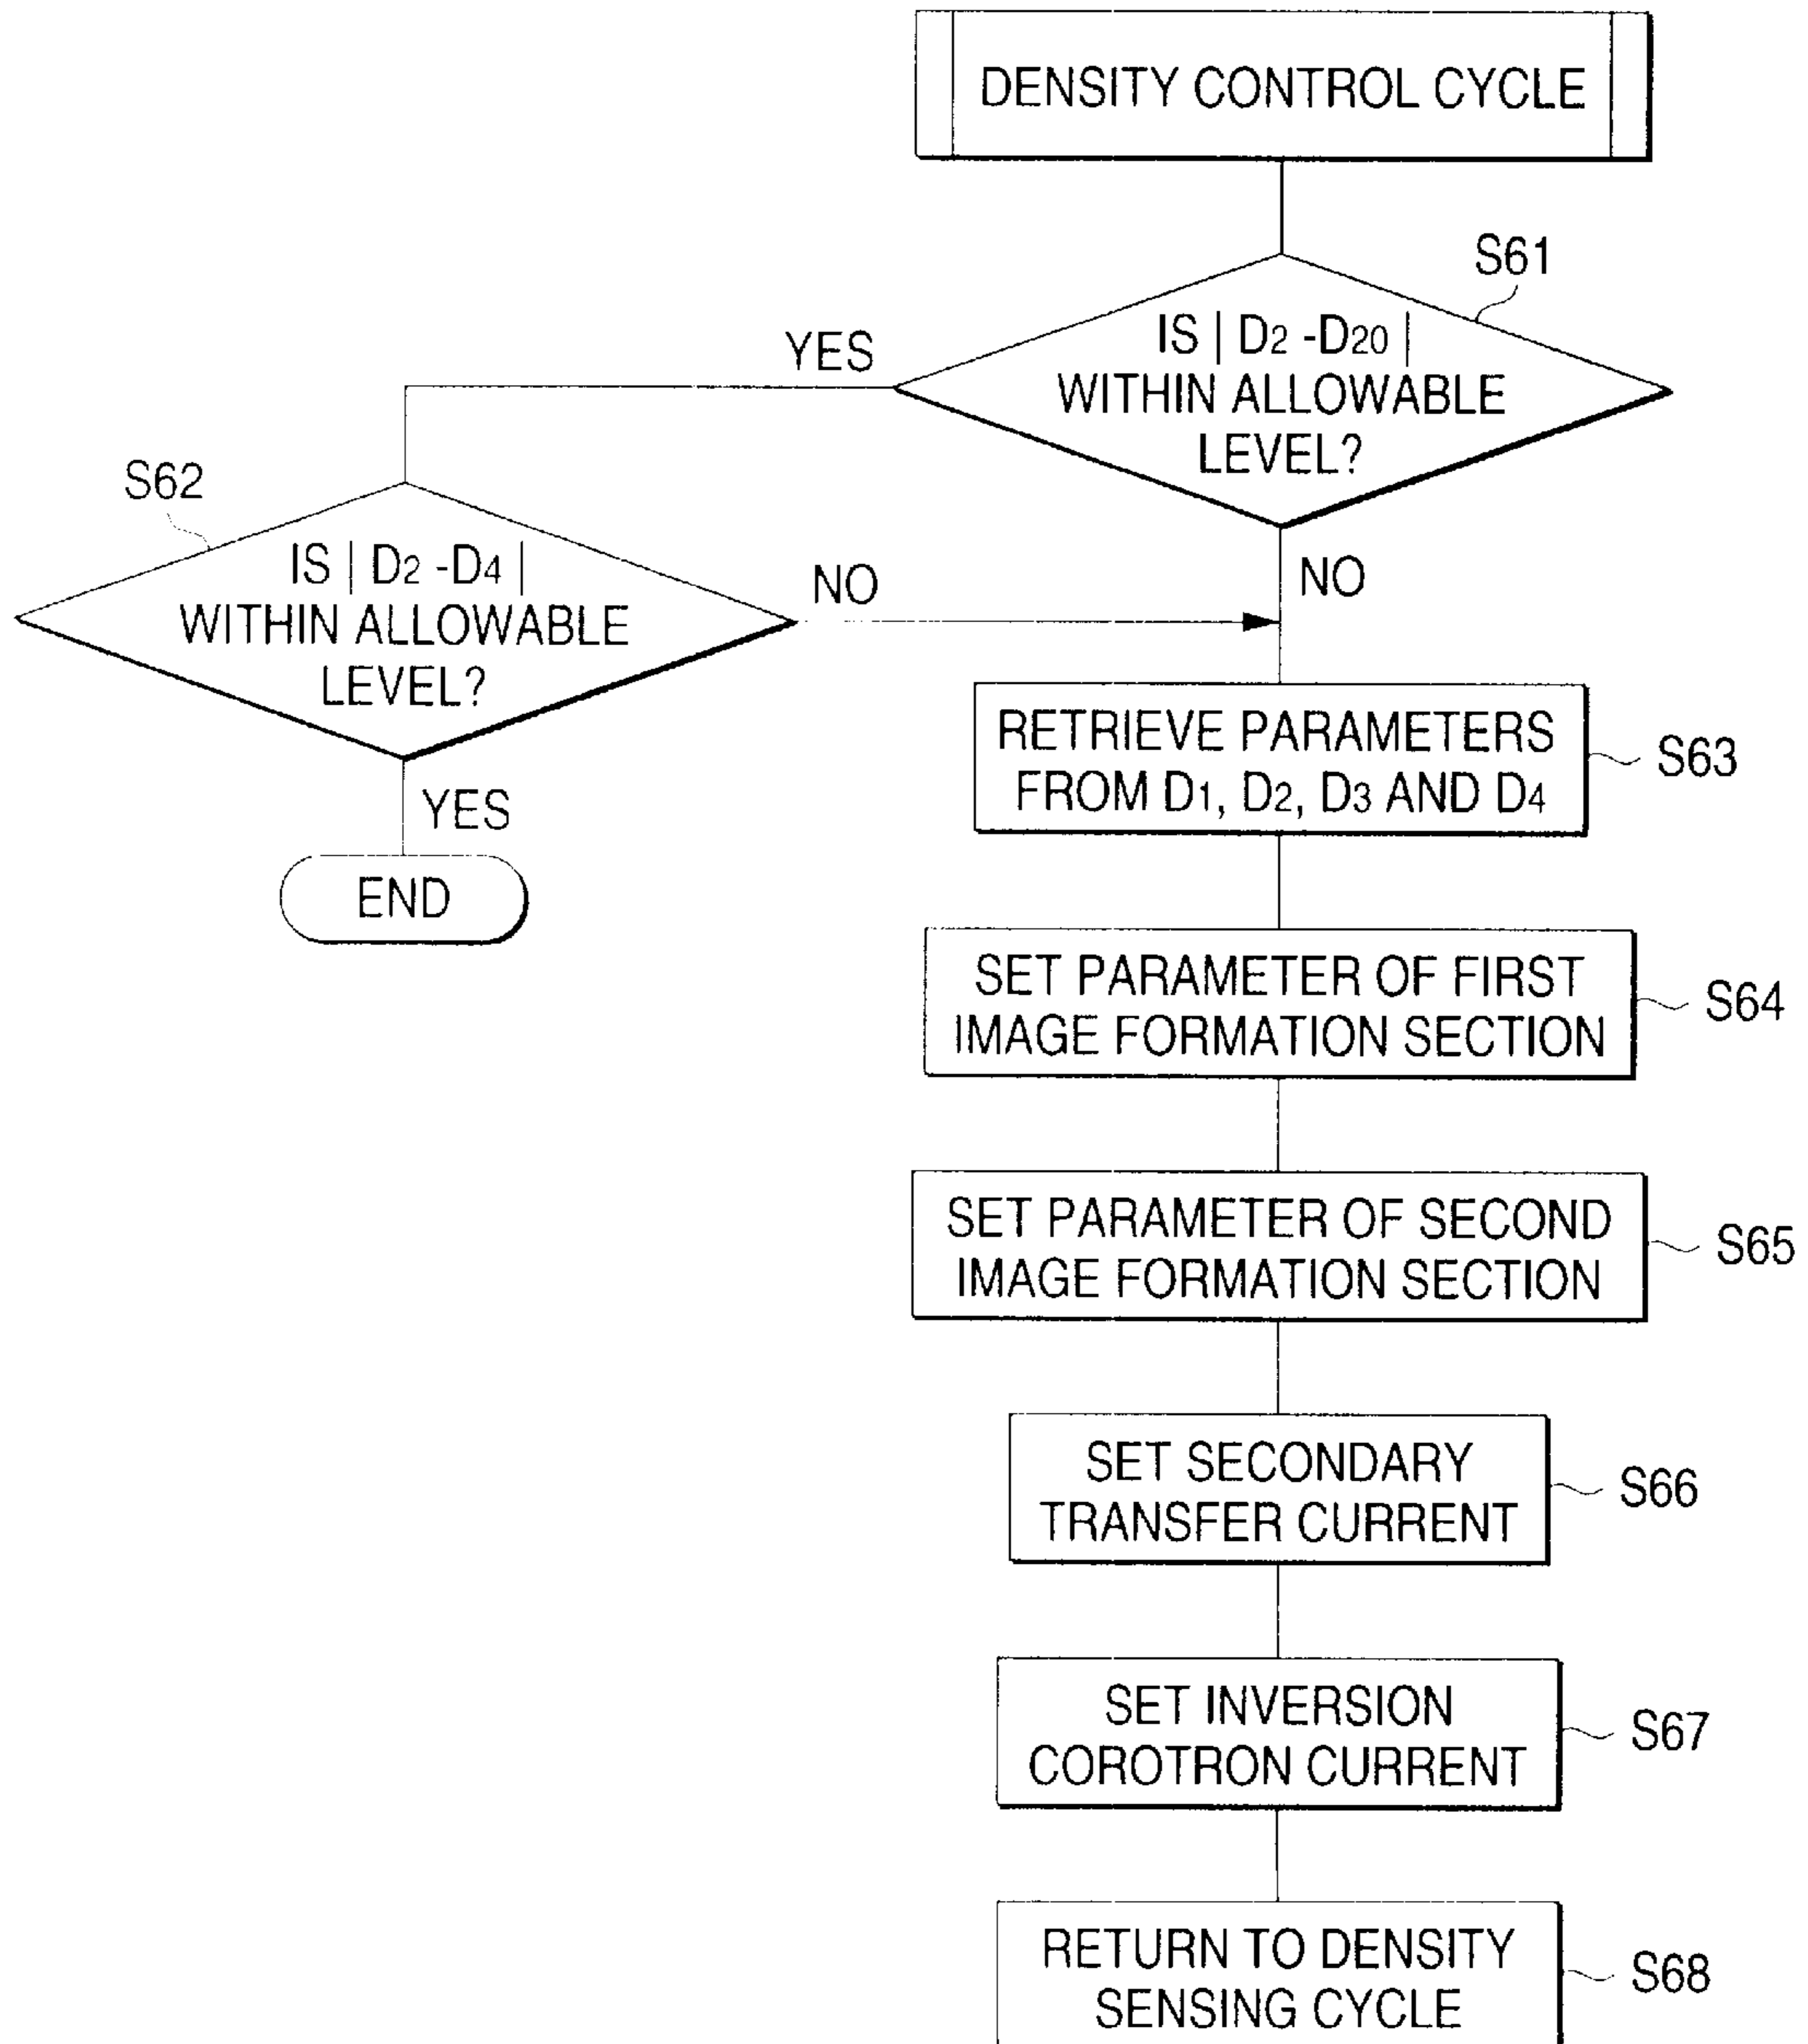 DENSITY CONTROL CYCLE
S61
IS | D2 -D20 |
WITHIN ALLOWABLE
LEVEL?
YES
NO
S62
IS | D2 -D4 |
WITHIN ALLOWABLE
LEVEL?
NO
YES
END
RETRIEVE PARAMETERS
FROM D1, D2, D3 AND D4
S63
SET PARAMETER OF FIRST
IMAGE FORMATION SECTION
S64
SET PARAMETER OF SECOND
IMAGE FORMATION SECTION
S65
SET SECONDARY
TRANSFER CURRENT
S66
SET INVERSION
COROTRON CURRENT
S67
RETURN TO DENSITY
SENSING CYCLE
S68